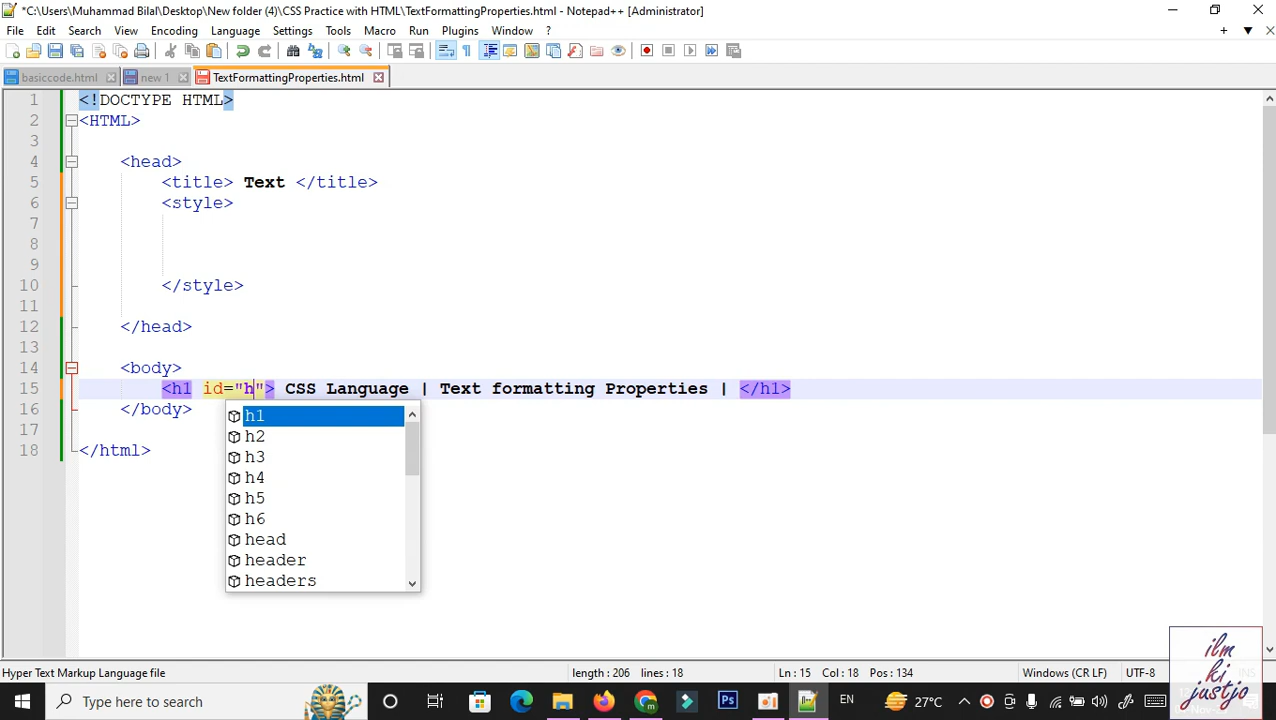 *C:\Users\Muhammad Bilal\Desktop\New folder (4)\CSS Practice with HTML\TextFormattingProperties.html - Notepad++ [Administrator]
File Edit Search View Encoding Language Settings Tools Macro Run Plugins Window ?
basiccode.html new 1 TextFormattingProperties.html
1 <!DOCTYPE HTML>
2 <HTML>
3
4 <head>
5 <title> Text </title>
6 <style>
7
8
9
10 </style>
11
12 </head>
13
14 <body>
15 <h1 id="h"> CSS Language | Text formatting Properties | </h1>
16 </body>
17
18 </html>
h1
h2
h3
h4
h5
h6
head
header
headers
Hyper Text Markup Language file length : 206 lines : 18 Ln : 15 Col : 18 Pos : 134 Windows (CR LF) UTF-8 INS
ilm
ki
justjo
Type here to search EN 27°C